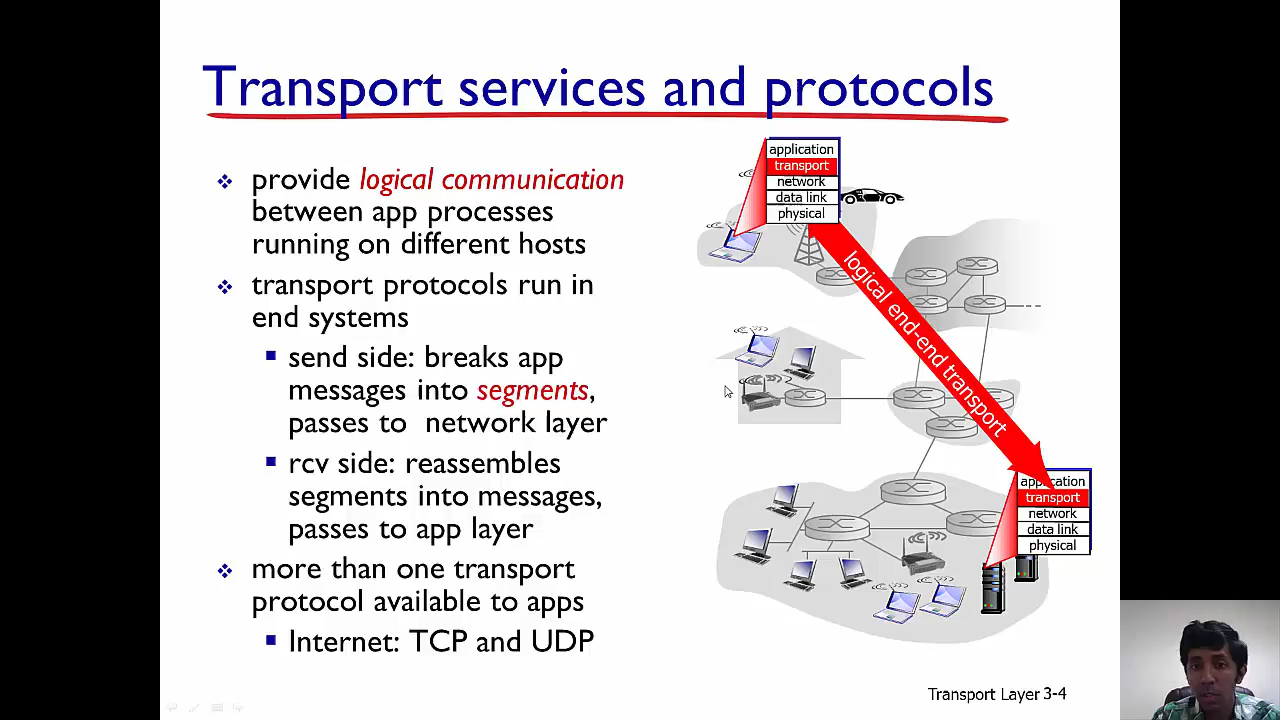 Transport services and protocols
provide logical communication
between app processes
running on different hosts
transport protocols run in
end systems
send side: breaks app
messages into segments,
passes to network layer
rcv side: reassembles
segments into messages,
passes to app layer
more than one transport
protocol available to apps
Internet: TCP and UDP
application
transport
network
data link
physical
logical end-end transport
application
transport
network
data link
physical
Transport Layer 3-4